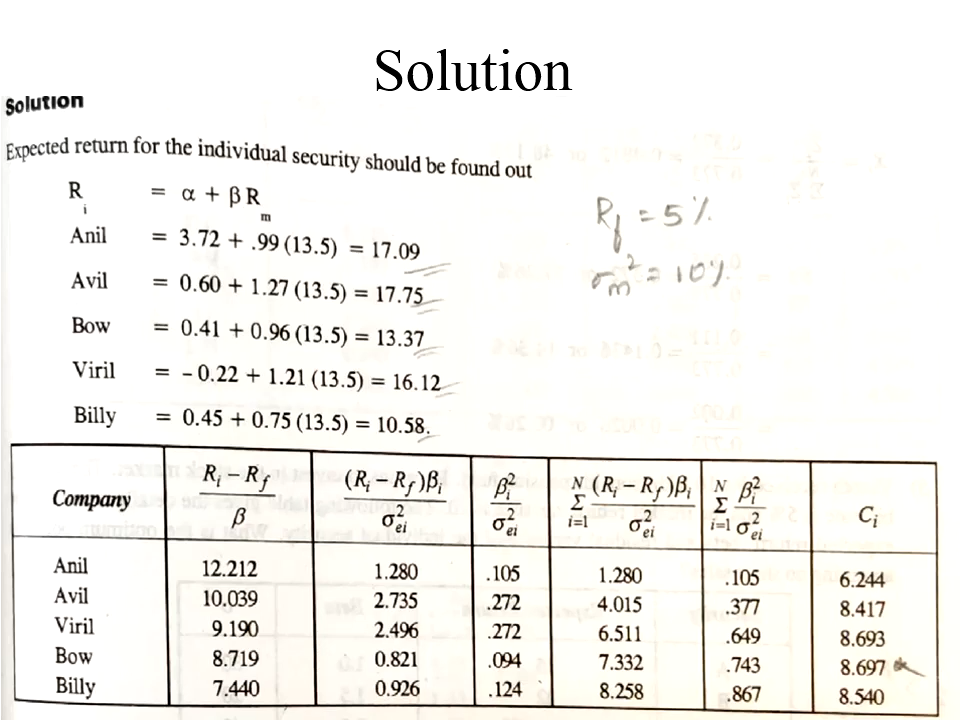 Solution
Solution
Expected return for the individual security should be found out
R i = α + β R m
Anil = 3.72 + .99 (13.5) = 17.09
Avil = 0.60 + 1.27 (13.5) = 17.75
Bow = 0.41 + 0.96 (13.5) = 13.37
Viril = - 0.22 + 1.21 (13.5) = 16.12
Billy = 0.45 + 0.75 (13.5) = 10.58.
R_f = 5%
σ_m^2 = 10%
Company | (R_i − R_f)/β_i | (R_i − R_f)β_i/σ_ei^2 | β_i^2/σ_ei^2 | N Σ i=1 (R_i − R_f)β_i/σ_ei^2 | N Σ i=1 β_i^2/σ_ei^2 | C_i
Anil 12.212 1.280 .105 1.280 .105 6.244
Avil 10.039 2.735 .272 4.015 .377 8.417
Viril 9.190 2.496 .272 6.511 .649 8.693
Bow 8.719 0.821 .094 7.332 .743 8.697 *
Billy 7.440 0.926 .124 8.258 .867 8.540